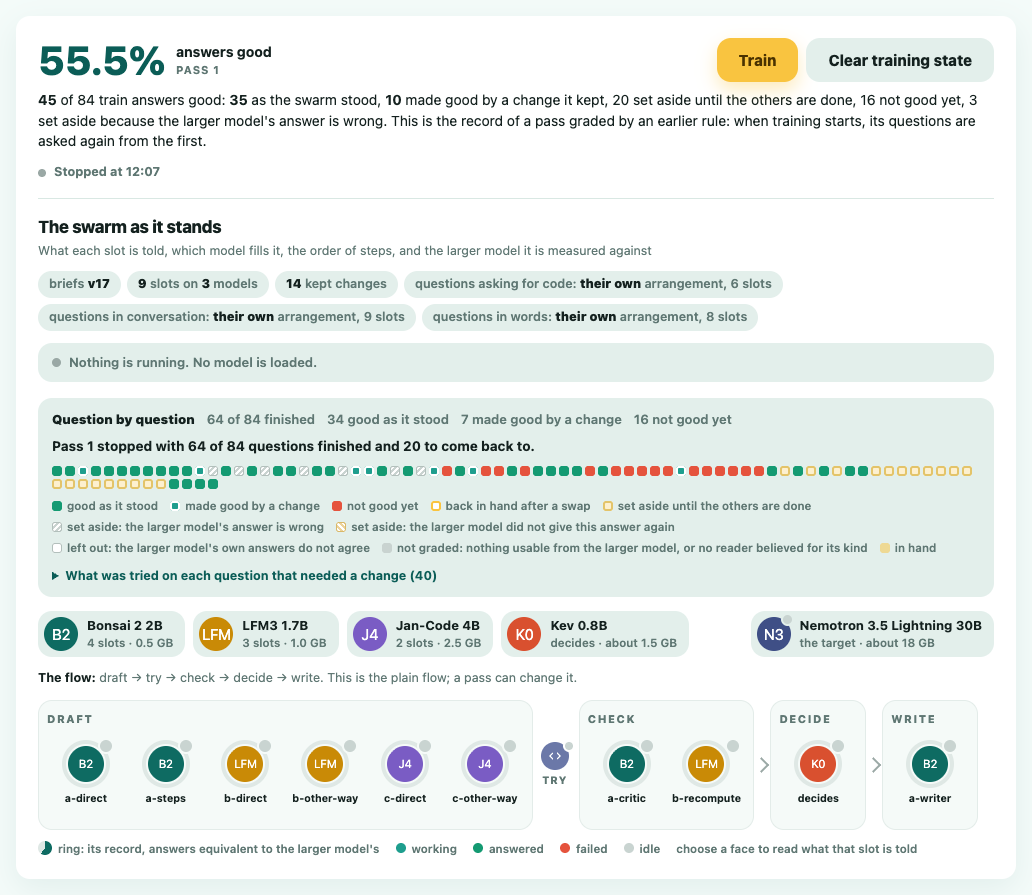 55.5% answers good
PASS 1
Train
Clear training state
45 of 84 train answers good: 35 as the swarm stood, 10 made good by a change it kept, 20 set aside until the others are done, 16 not good yet, 3
set aside because the larger model's answer is wrong. This is the record of a pass graded by an earlier rule: when training starts, its questions are
asked again from the first.
Stopped at 12:07
The swarm as it stands
What each slot is told, which model fills it, the order of steps, and the larger model it is measured against
briefs v17
9 slots on 3 models
14 kept changes
questions asking for code: their own arrangement, 6 slots
questions in conversation: their own arrangement, 9 slots
questions in words: their own arrangement, 8 slots
Nothing is running. No model is loaded.
Question by question 64 of 84 finished 34 good as it stood 7 made good by a change 16 not good yet
Pass 1 stopped with 64 of 84 questions finished and 20 to come back to.
good as it stood made good by a change not good yet back in hand after a swap set aside until the others are done
set aside: the larger model's answer is wrong set aside: the larger model did not give this answer again
left out: the larger model's own answers do not agree not graded: nothing usable from the larger model, or no reader believed for its kind in hand
What was tried on each question that needed a change (40)
B2 Bonsai 2 2B
4 slots · 0.5 GB
LFM LFM3 1.7B
3 slots · 1.0 GB
J4 Jan-Code 4B
2 slots · 2.5 GB
K0 Kev 0.8B
decides · about 1.5 GB
N3 Nemotron 3.5 Lightning 30B
the target · about 18 GB
The flow: draft → try → check → decide → write. This is the plain flow; a pass can change it.
DRAFT
B2 B2 LFM LFM J4 J4
a-direct a-steps b-direct b-other-way c-direct c-other-way
TRY
CHECK
B2 LFM
a-critic b-recompute
DECIDE
K0
decides
WRITE
B2
a-writer
ring: its record, answers equivalent to the larger model's working answered failed idle choose a face to read what that slot is told